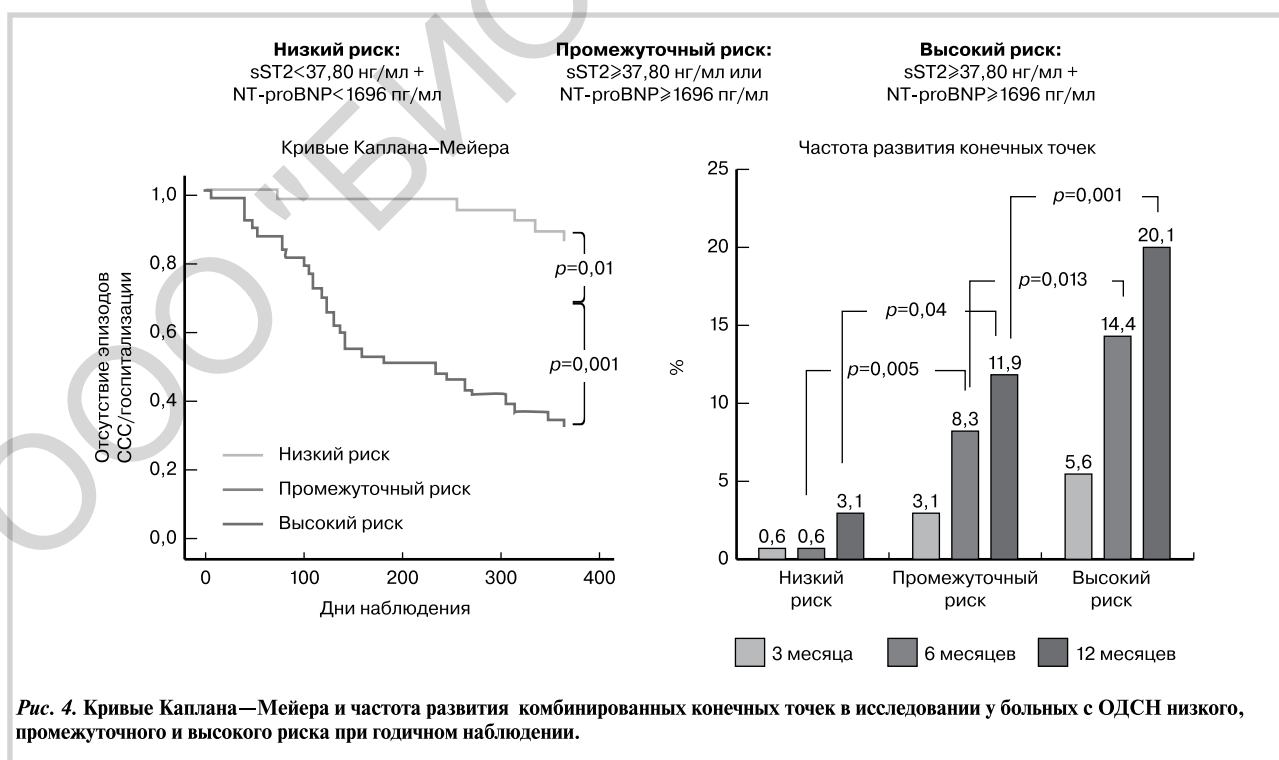 ООО "БИО
Низкий риск:
sST2<37,80 нг/мл +
NT-proBNP<1696 пг/мл
Промежуточный риск:
sST2⩾37,80 нг/мл или
NT-proBNP⩾1696 пг/мл
Высокий риск:
sST2⩾37,80 нг/мл +
NT-proBNP⩾1696 пг/мл
Кривые Каплана–Мейера
Отсутствие эпизодов
ССС/госпитализации
1,0
0,8
0,6
0,4
0,2
0,0
p=0,01
p=0,001
Низкий риск
Промежуточный риск
Высокий риск
0 100 200 300 400
Дни наблюдения
Частота развития конечных точек
%
25
20
15
10
5
0
p=0,001
20,1
p=0,013
p=0,04
14,4
p=0,005
11,9
8,3
5,6
3,1
3,1
0,6
0,6
Низкий
риск
Промежуточный
риск
Высокий
риск
3 месяца
6 месяцев
12 месяцев
Рис. 4. Кривые Каплана—Мейера и частота развития комбинированных конечных точек в исследовании у больных с ОДСН низкого,
промежуточного и высокого риска при годичном наблюдении.